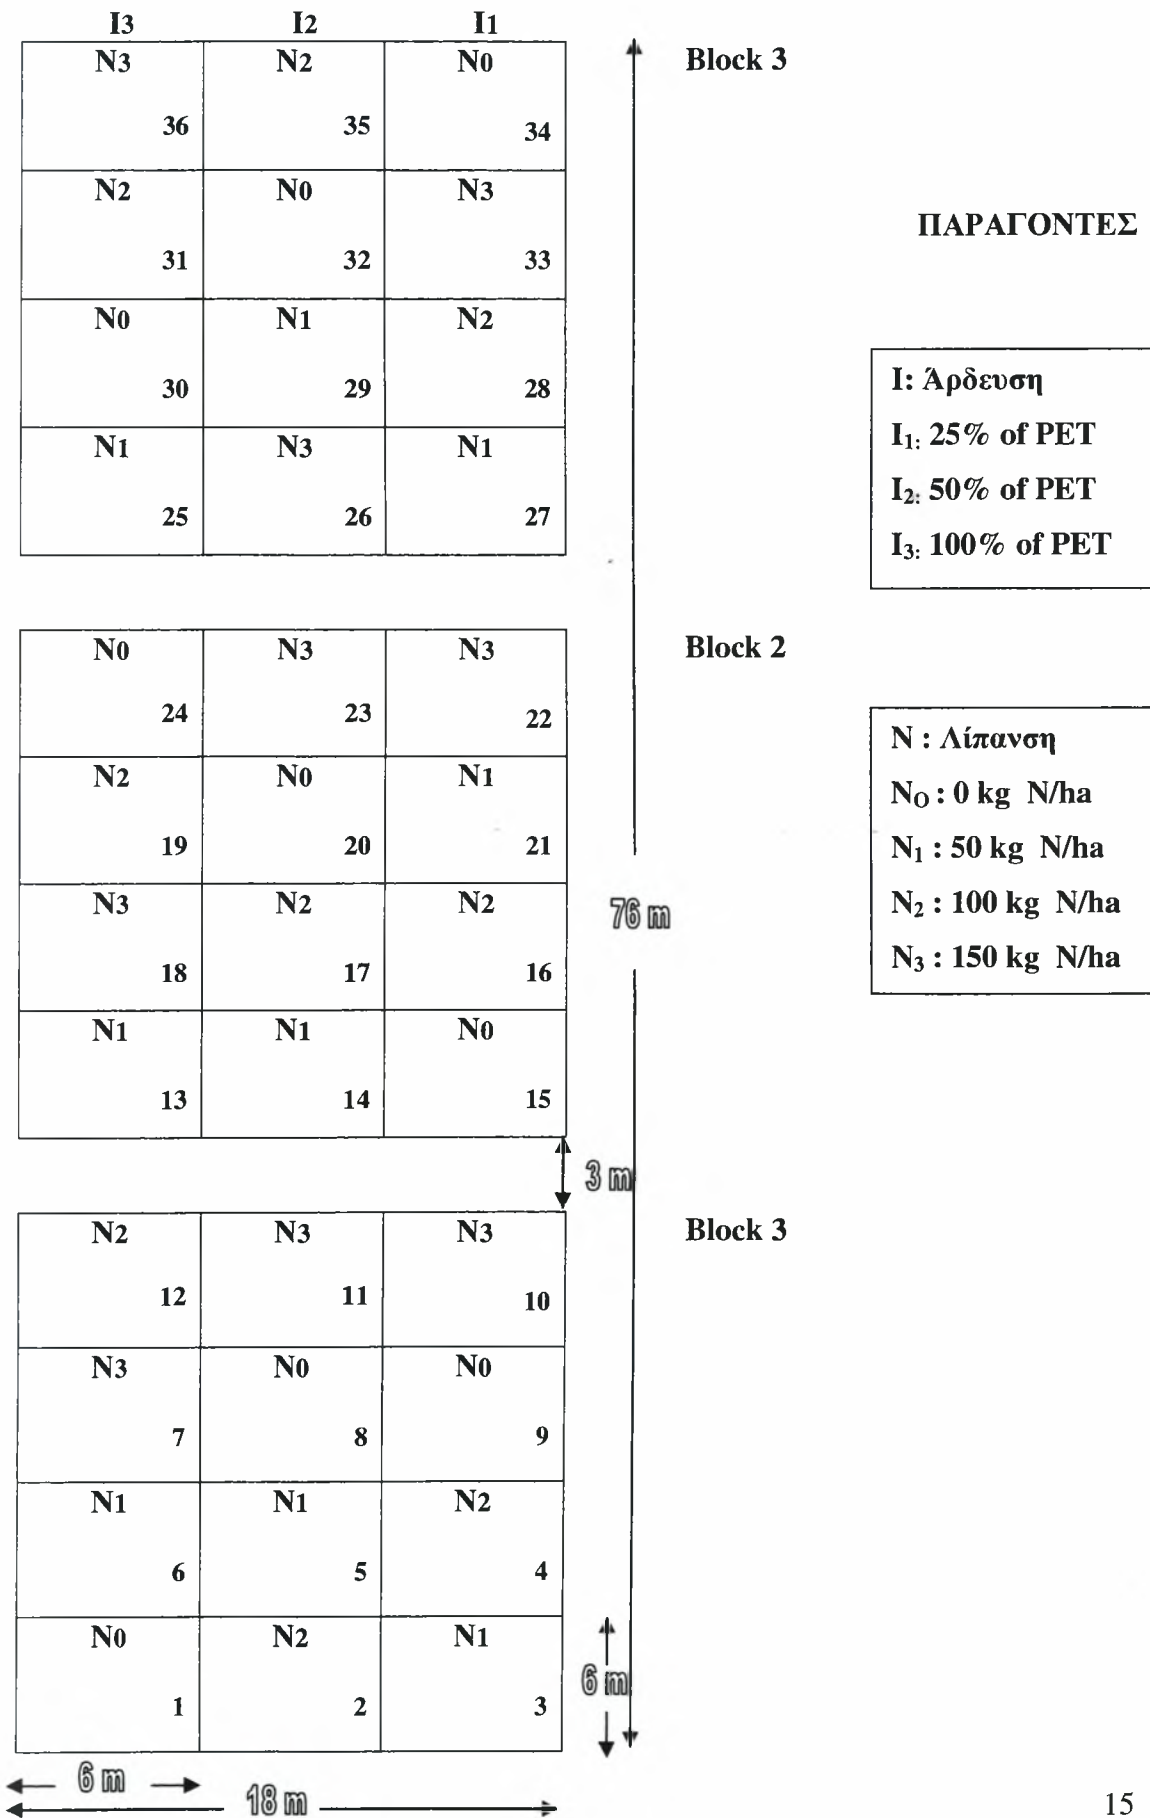 I3 I2 I1
N3 N2 N0 Block 3
36 35 34
N2 N0 N3
ΠΑΡΑΓΟΝΤΕΣ
31 32 33
N0 N1 N2
30 29 28
N1 N3 N1
25 26 27
I: Άρδευση
I1: 25% of PET
I2: 50% of PET
I3: 100% of PET
N0 N3 N3 Block 2
24 23 22
N2 N0 N1
19 20 21
N3 N2 N2
18 17 16
N1 N1 N0
13 14 15
N : Λίπανση
NO : 0 kg N/ha
N1 : 50 kg N/ha
N2 : 100 kg N/ha
N3 : 150 kg N/ha
76 m
3 m
N2 N3 N3 Block 3
12 11 10
N3 N0 N0
7 8 9
N1 N1 N2
6 5 4
N0 N2 N1
6 m
1 2 3
6 m
18 m
15